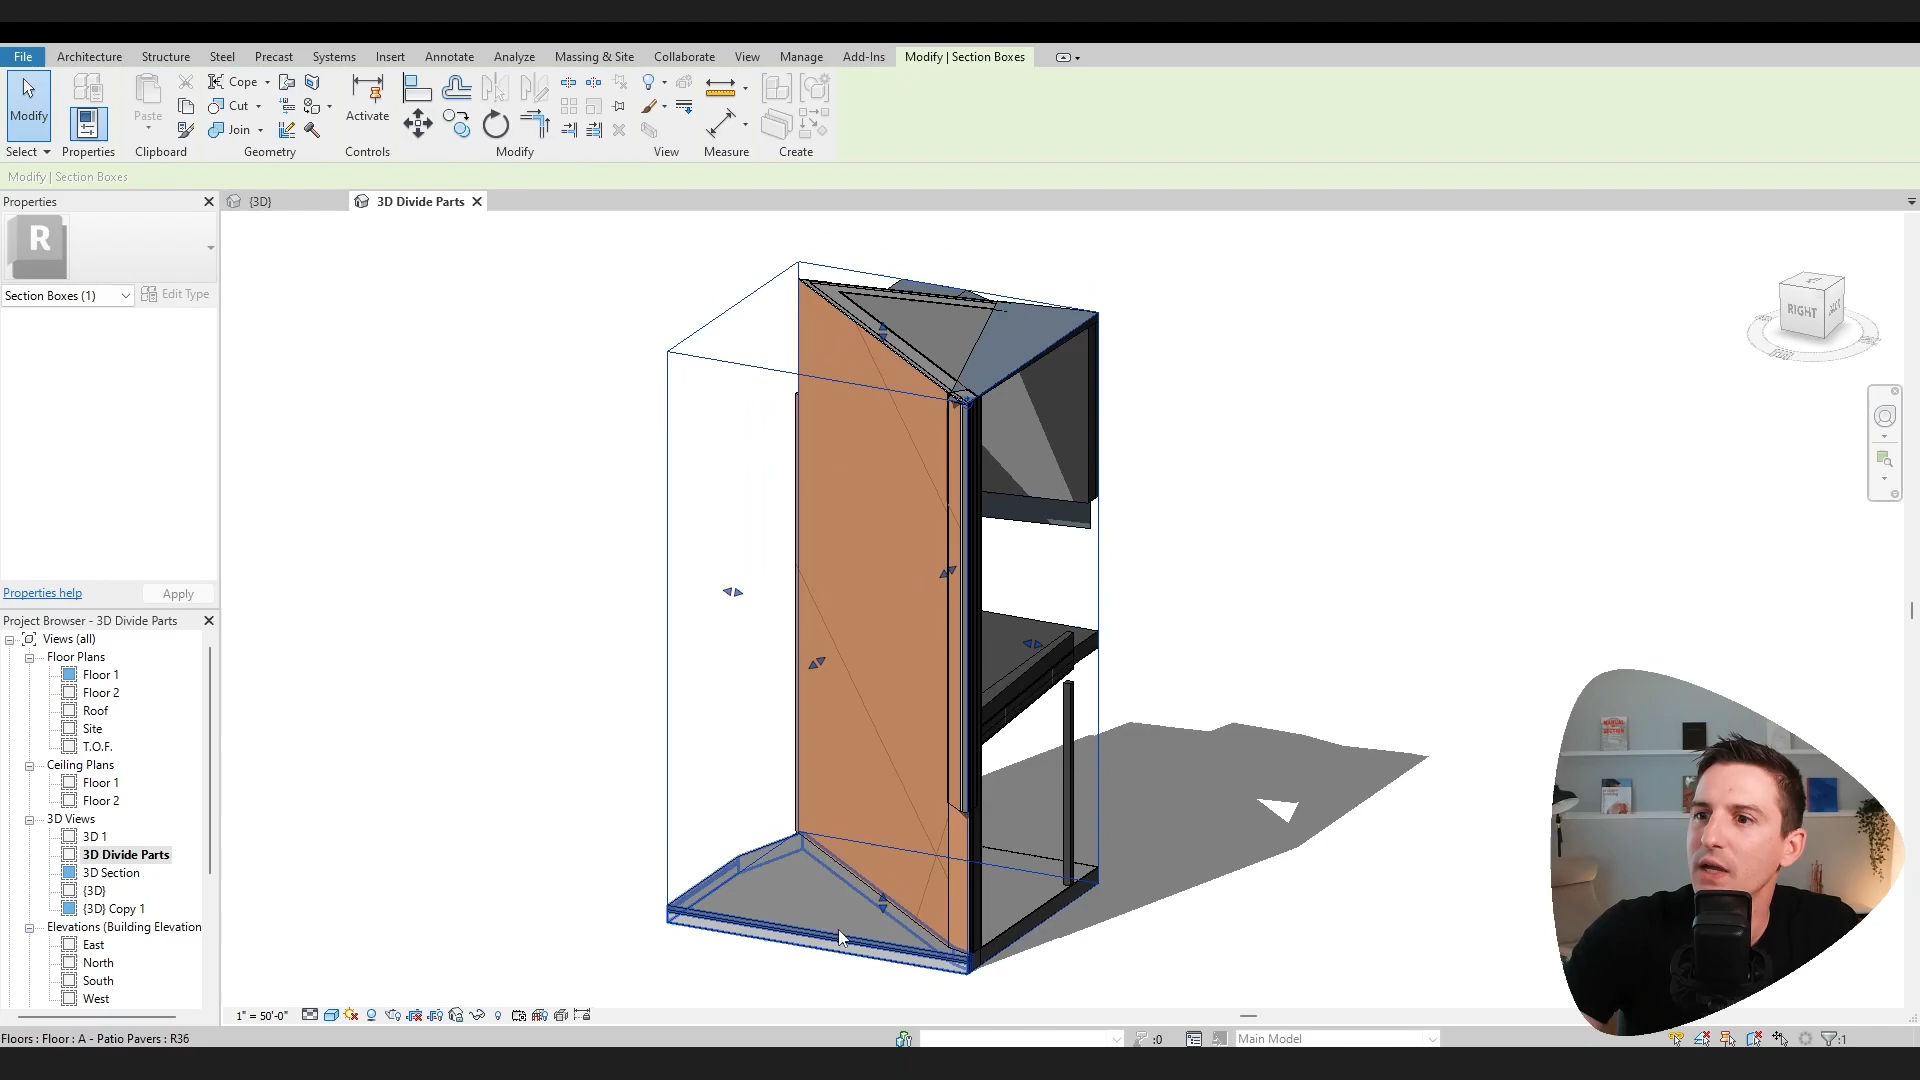 File Architecture Structure Steel Precast Systems Insert Annotate Analyze Massing & Site Collaborate View Manage Add-Ins Modify | Section Boxes
Modify
Paste
Cope
Cut
Join
Activate
Select Properties Clipboard Geometry Controls Modify View Measure Create
Modify | Section Boxes
Properties
{3D}
3D Divide Parts
R
Section Boxes (1)
Edit Type
RIGHT
Properties help
Apply
Project Browser - 3D Divide Parts
Views (all)
Floor Plans
Floor 1
Floor 2
Roof
Site
T.O.F.
Ceiling Plans
Floor 1
Floor 2
3D Views
3D 1
3D Divide Parts
3D Section
{3D}
{3D} Copy 1
Elevations (Building Elevation
East
North
South
West
1" = 50'-0"
Floors : Floor : A - Patio Pavers : R36
:0
Main Model
:1